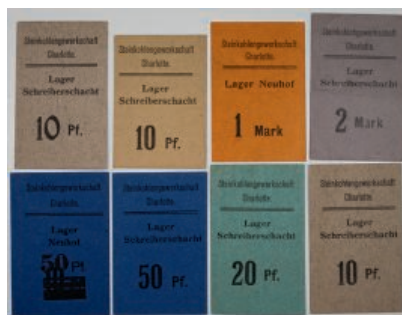 Steinkohlengewerkschaft
Charlotte.
Lager
Schreiberschacht
10 Pf.
Steinkohlengewerkschaft
Charlotte.
Lager
Schreiberschacht
10 Pf.
Steinkohlengewerkschaft
Charlotte.
Lager Neuhof
1 Mark
Steinkohlengewerkschaft
Charlotte.
Lager
Schreiberschacht
2 Mark
Steinkohlengewerkschaft
Charlotte.
Lager
Neuhof
50 Pf.
Steinkohlengewerkschaft
Charlotte.
Lager
Schreiberschacht
50 Pf.
Steinkohlengewerkschaft
Charlotte.
Lager
Schreiberschacht
20 Pf.
Steinkohlengewerkschaft
Charlotte.
Lager
Schreiberschacht
10 Pf.